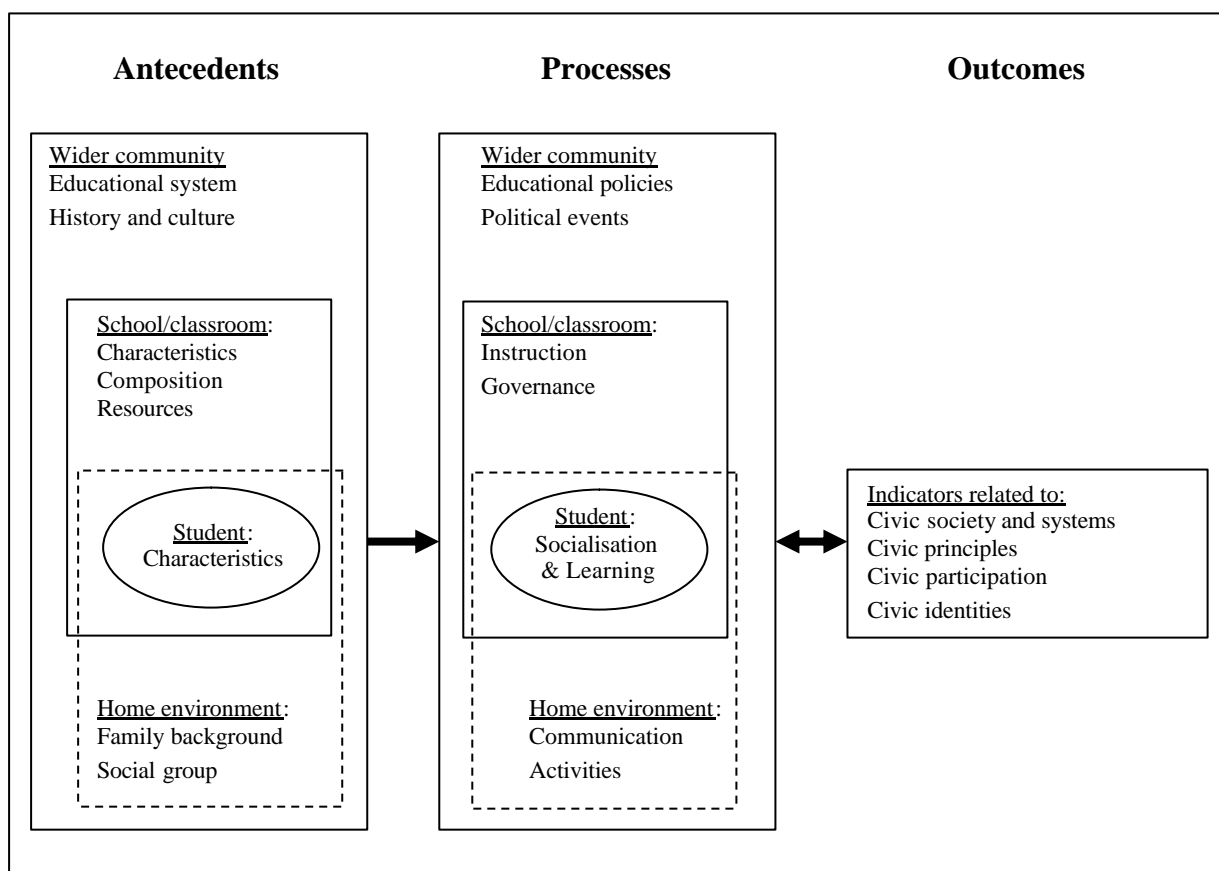 Antecedents
Processes
Outcomes
Wider community
Educational system
History and culture
School/classroom:
Characteristics
Composition
Resources
Student:
Characteristics
Home environment:
Family background
Social group
Wider community
Educational policies
Political events
School/classroom:
Instruction
Governance
Student:
Socialisation
& Learning
Home environment:
Communication
Activities
Indicators related to:
Civic society and systems
Civic principles
Civic participation
Civic identities